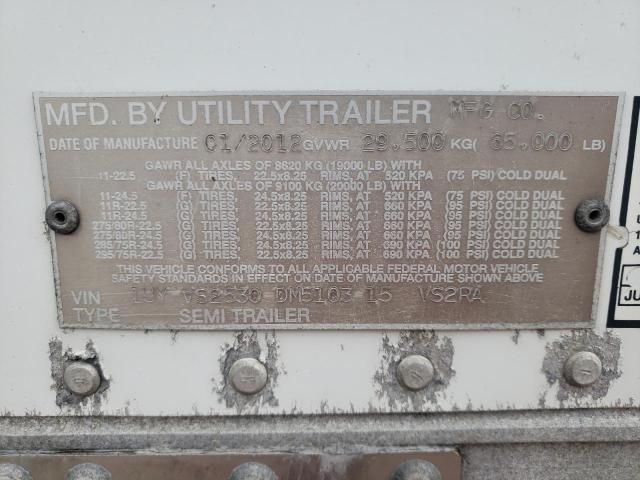 MFD. BY UTILITY TRAILER MFG CO.
DATE OF MANUFACTURE 01/2012 GVWR 29,500 KG( 65,000 LB)
GAWR ALL AXLES OF 8620 KG (19000 LB) WITH
11-22.5 (F) TIRES, 22.5x8.25 RIMS, AT 520 KPA (75 PSI) COLD DUAL
GAWR ALL AXLES OF 9100 KG (20000 LB) WITH
11-24.5 (F) TIRES, 24.5x8.25 RIMS, AT 520 KPA (75 PSI) COLD DUAL
11R-22.5 (G) TIRES, 22.5x8.25 RIMS, AT 660 KPA (95 PSI) COLD DUAL
11R-24.5 (G) TIRES, 24.5x8.25 RIMS, AT 660 KPA (95 PSI) COLD DUAL
275/80R-22.5 (G) TIRES, 22.5x8.25 RIMS, AT 660 KPA (95 PSI) COLD DUAL
275/80R-24.5 (G) TIRES, 24.5x8.25 RIMS, AT 660 KPA (95 PSI) COLD DUAL
285/75R-24.5 (G) TIRES, 24.5x8.25 RIMS, AT 690 KPA (100 PSI) COLD DUAL
295/75R-22.5 (G) TIRES, 22.5x8.25 RIMS, AT 690 KPA (100 PSI) COLD DUAL
THIS VEHICLE CONFORMS TO ALL APPLICABLE FEDERAL MOTOR VEHICLE
SAFETY STANDARDS IN EFFECT ON DATE OF MANUFACTURE SHOWN ABOVE
VIN 1UY VS2530 DM5103 15 VS2RA
TYPE SEMI TRAILER
JU